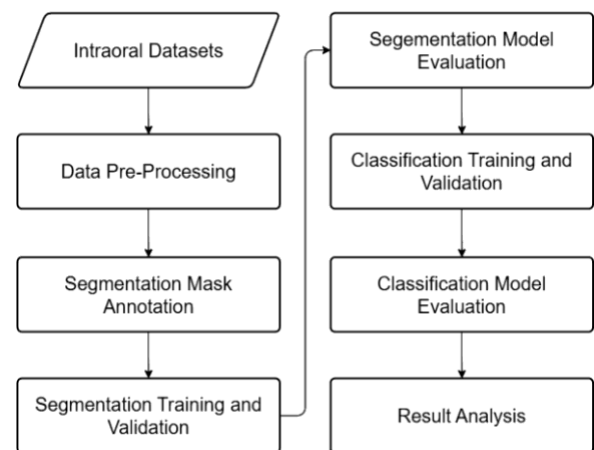 Intraoral Datasets
Data Pre-Processing
Segmentation Mask
Annotation
Segmentation Training and
Validation
Segementation Model
Evaluation
Classification Training and
Validation
Classification Model
Evaluation
Result Analysis